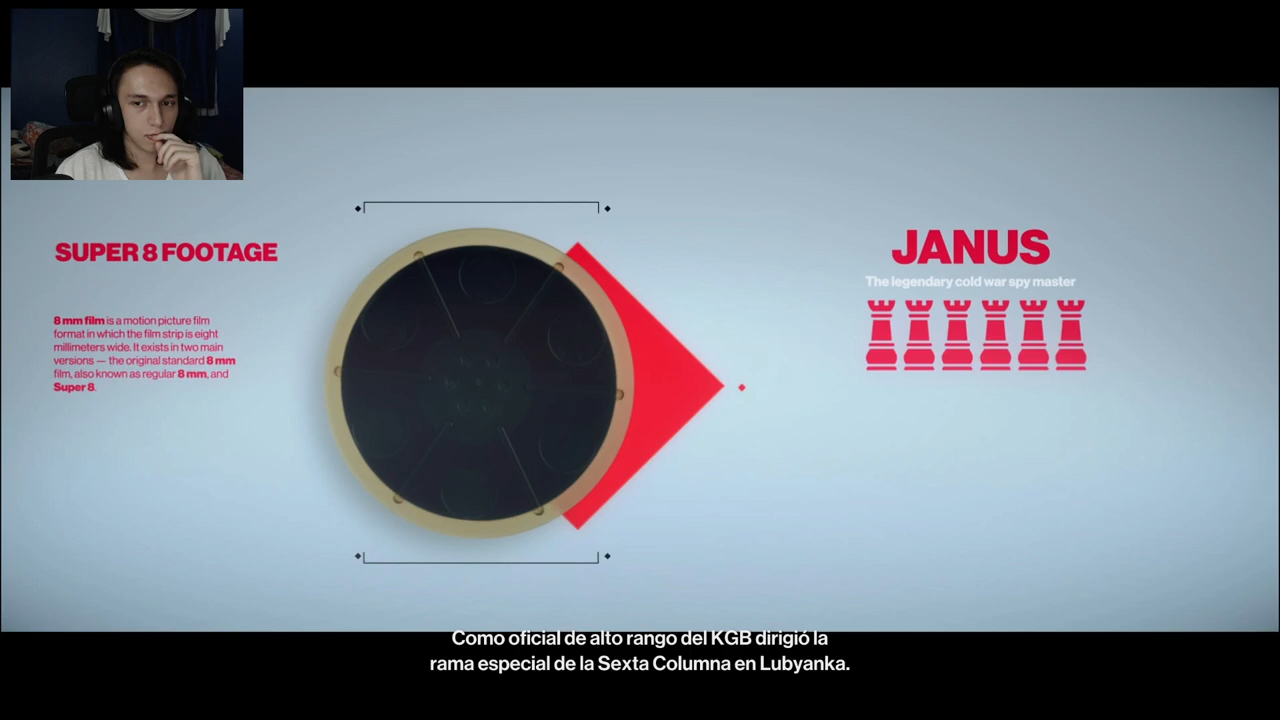 SUPER 8 FOOTAGE
8 mm film is a motion picture film
format in which the film strip is eight
millimeters wide. It exists in two main
versions — the original standard 8 mm
film, also known as regular 8 mm, and
Super 8.
JANUS
The legendary cold war spy master
Como oficial de alto rango del KGB dirigió la
rama especial de la Sexta Columna en Lubyanka.